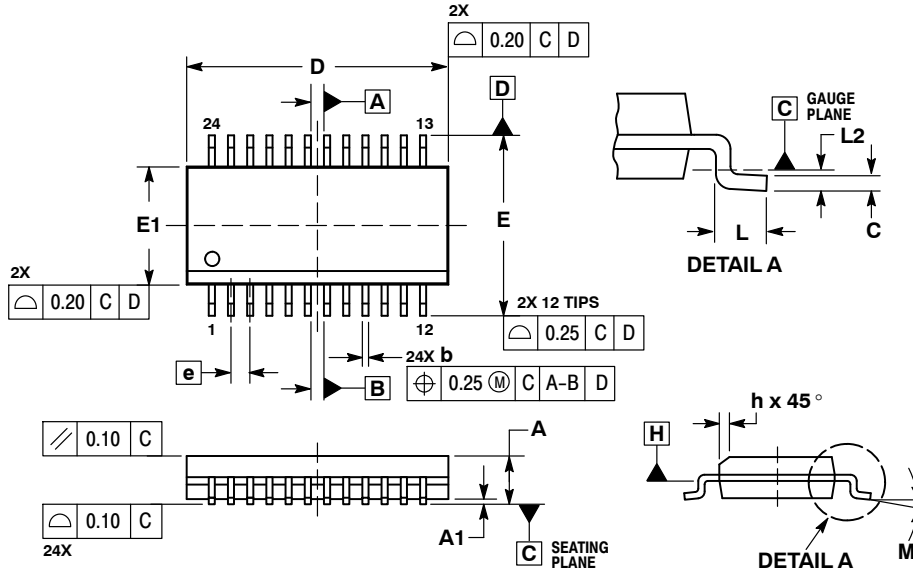 2X
⌓ 0.20 C D
D
A
D
24
13
E1
E
2X
⌓ 0.20 C D
1
12
2X 12 TIPS
⌓ 0.25 C D
e
B
24X b
⌖ 0.25 Ⓜ C A-B D
C GAUGE
PLANE
L2
L
C
DETAIL A
⫽ 0.10 C
A
⌓ 0.10 C
24X
A1
C SEATING
PLANE
h x 45°
H
M
DETAIL A